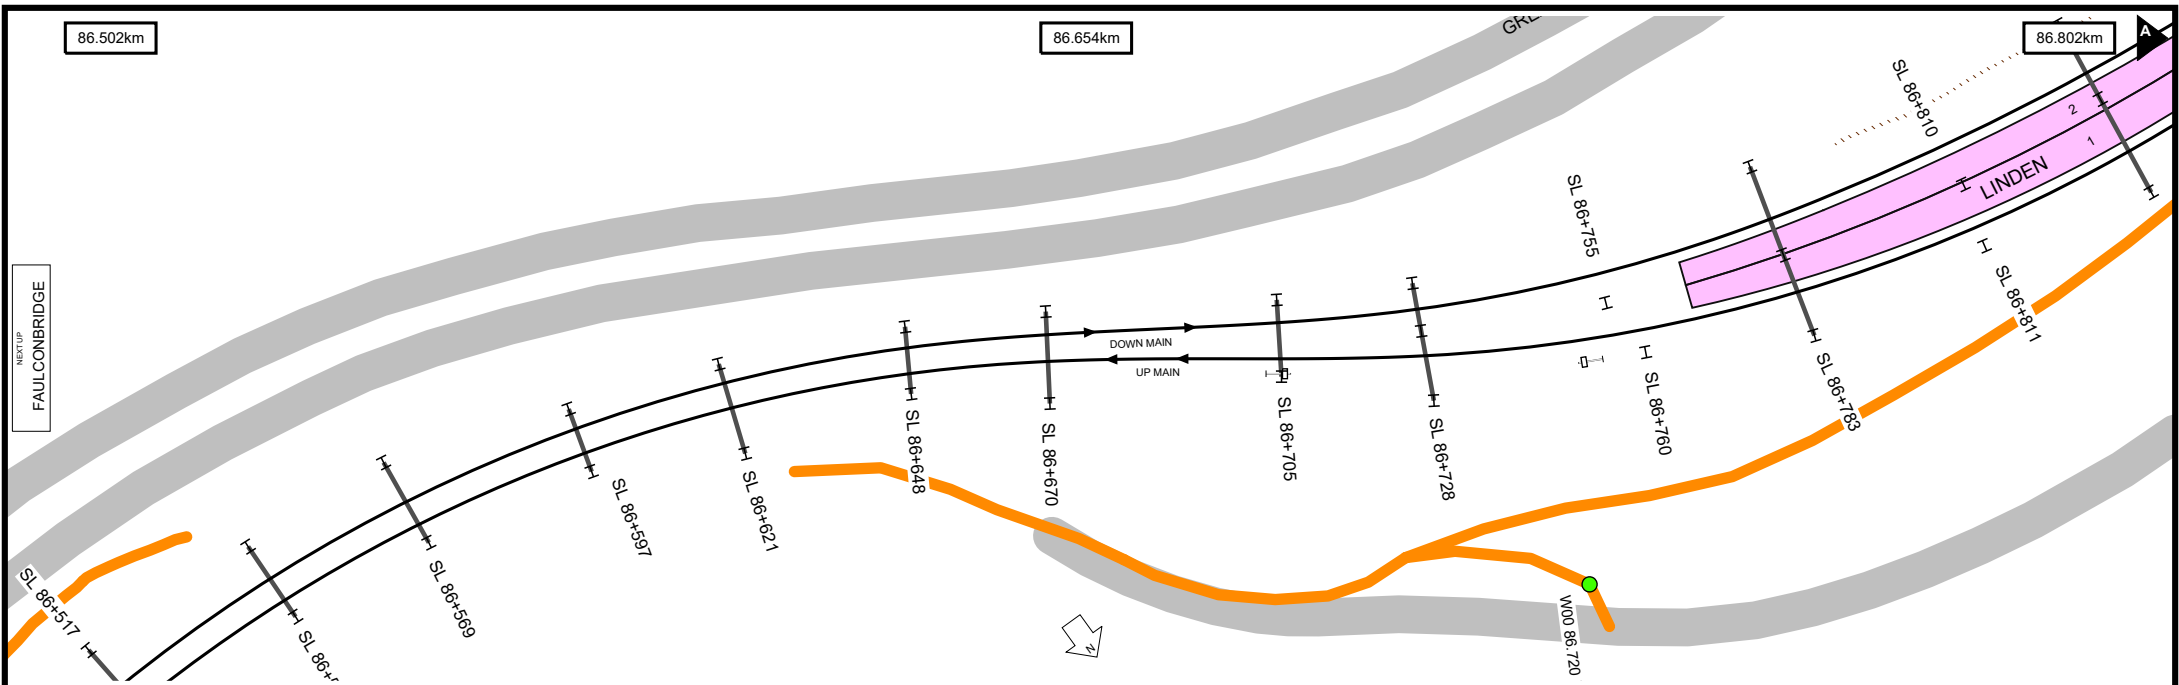 86.502km
86.654km
86.802km
A
SL 86+810
2
1
LINDEN
SL 86+755
NEXT UP
FAULCONBRIDGE
DOWN MAIN
UP MAIN
SL 86+811
SL 86+783
SL 86+760
SL 86+728
SL 86+705
SL 86+670
SL 86+648
SL 86+621
SL 86+597
SL 86+569
SL 86+517
W00 86.720
N